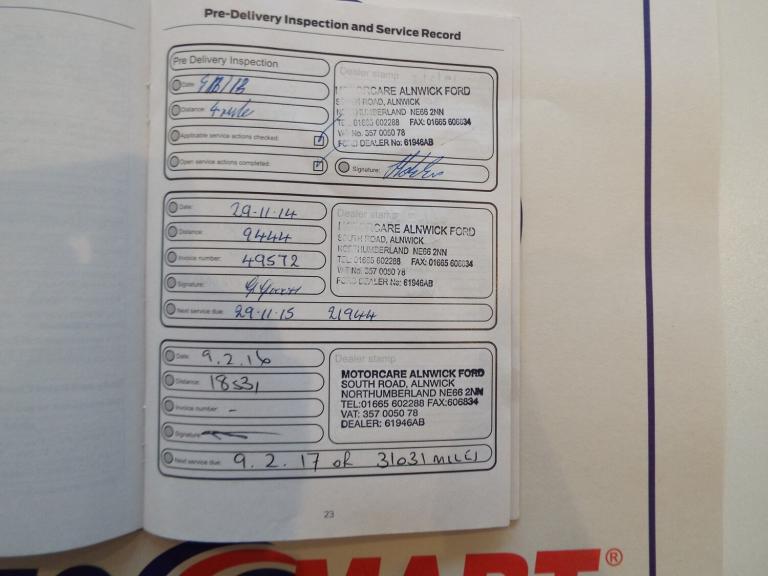 Pre-Delivery Inspection and Service Record
Pre Delivery Inspection
Date:
Distance: 4 mile
Applicable service actions checked:
Open service actions completed:
Dealer stamp
MOTORCARE ALNWICK FORD
SOUTH ROAD, ALNWICK
NORTHUMBERLAND NE66 2NN
TEL: 01665 602288 FAX: 01665 606834
VAT No. 357 0050 78
FORD DEALER No: 61946AB
Signature:
Date: 29-11-14
Distance: 9444
Invoice number: 49572
Signature:
Next service due: 29-11-15 21944
Dealer stamp
MOTORCARE ALNWICK FORD
SOUTH ROAD, ALNWICK
NORTHUMBERLAND NE66 2NN
TEL: 01665 602288 FAX: 01665 606834
VAT No: 357 0050 78
FORD DEALER No: 61946AB
Date: 9.2.16
Distance: 18531
Invoice number: -
Signature:
Next service due: 9.2.17 OR 31031 MILES
Dealer stamp
MOTORCARE ALNWICK FORD
SOUTH ROAD, ALNWICK
NORTHUMBERLAND NE66 2NN
TEL:01665 602288 FAX:606834
VAT: 357 0050 78
DEALER: 61946AB
23
MART®